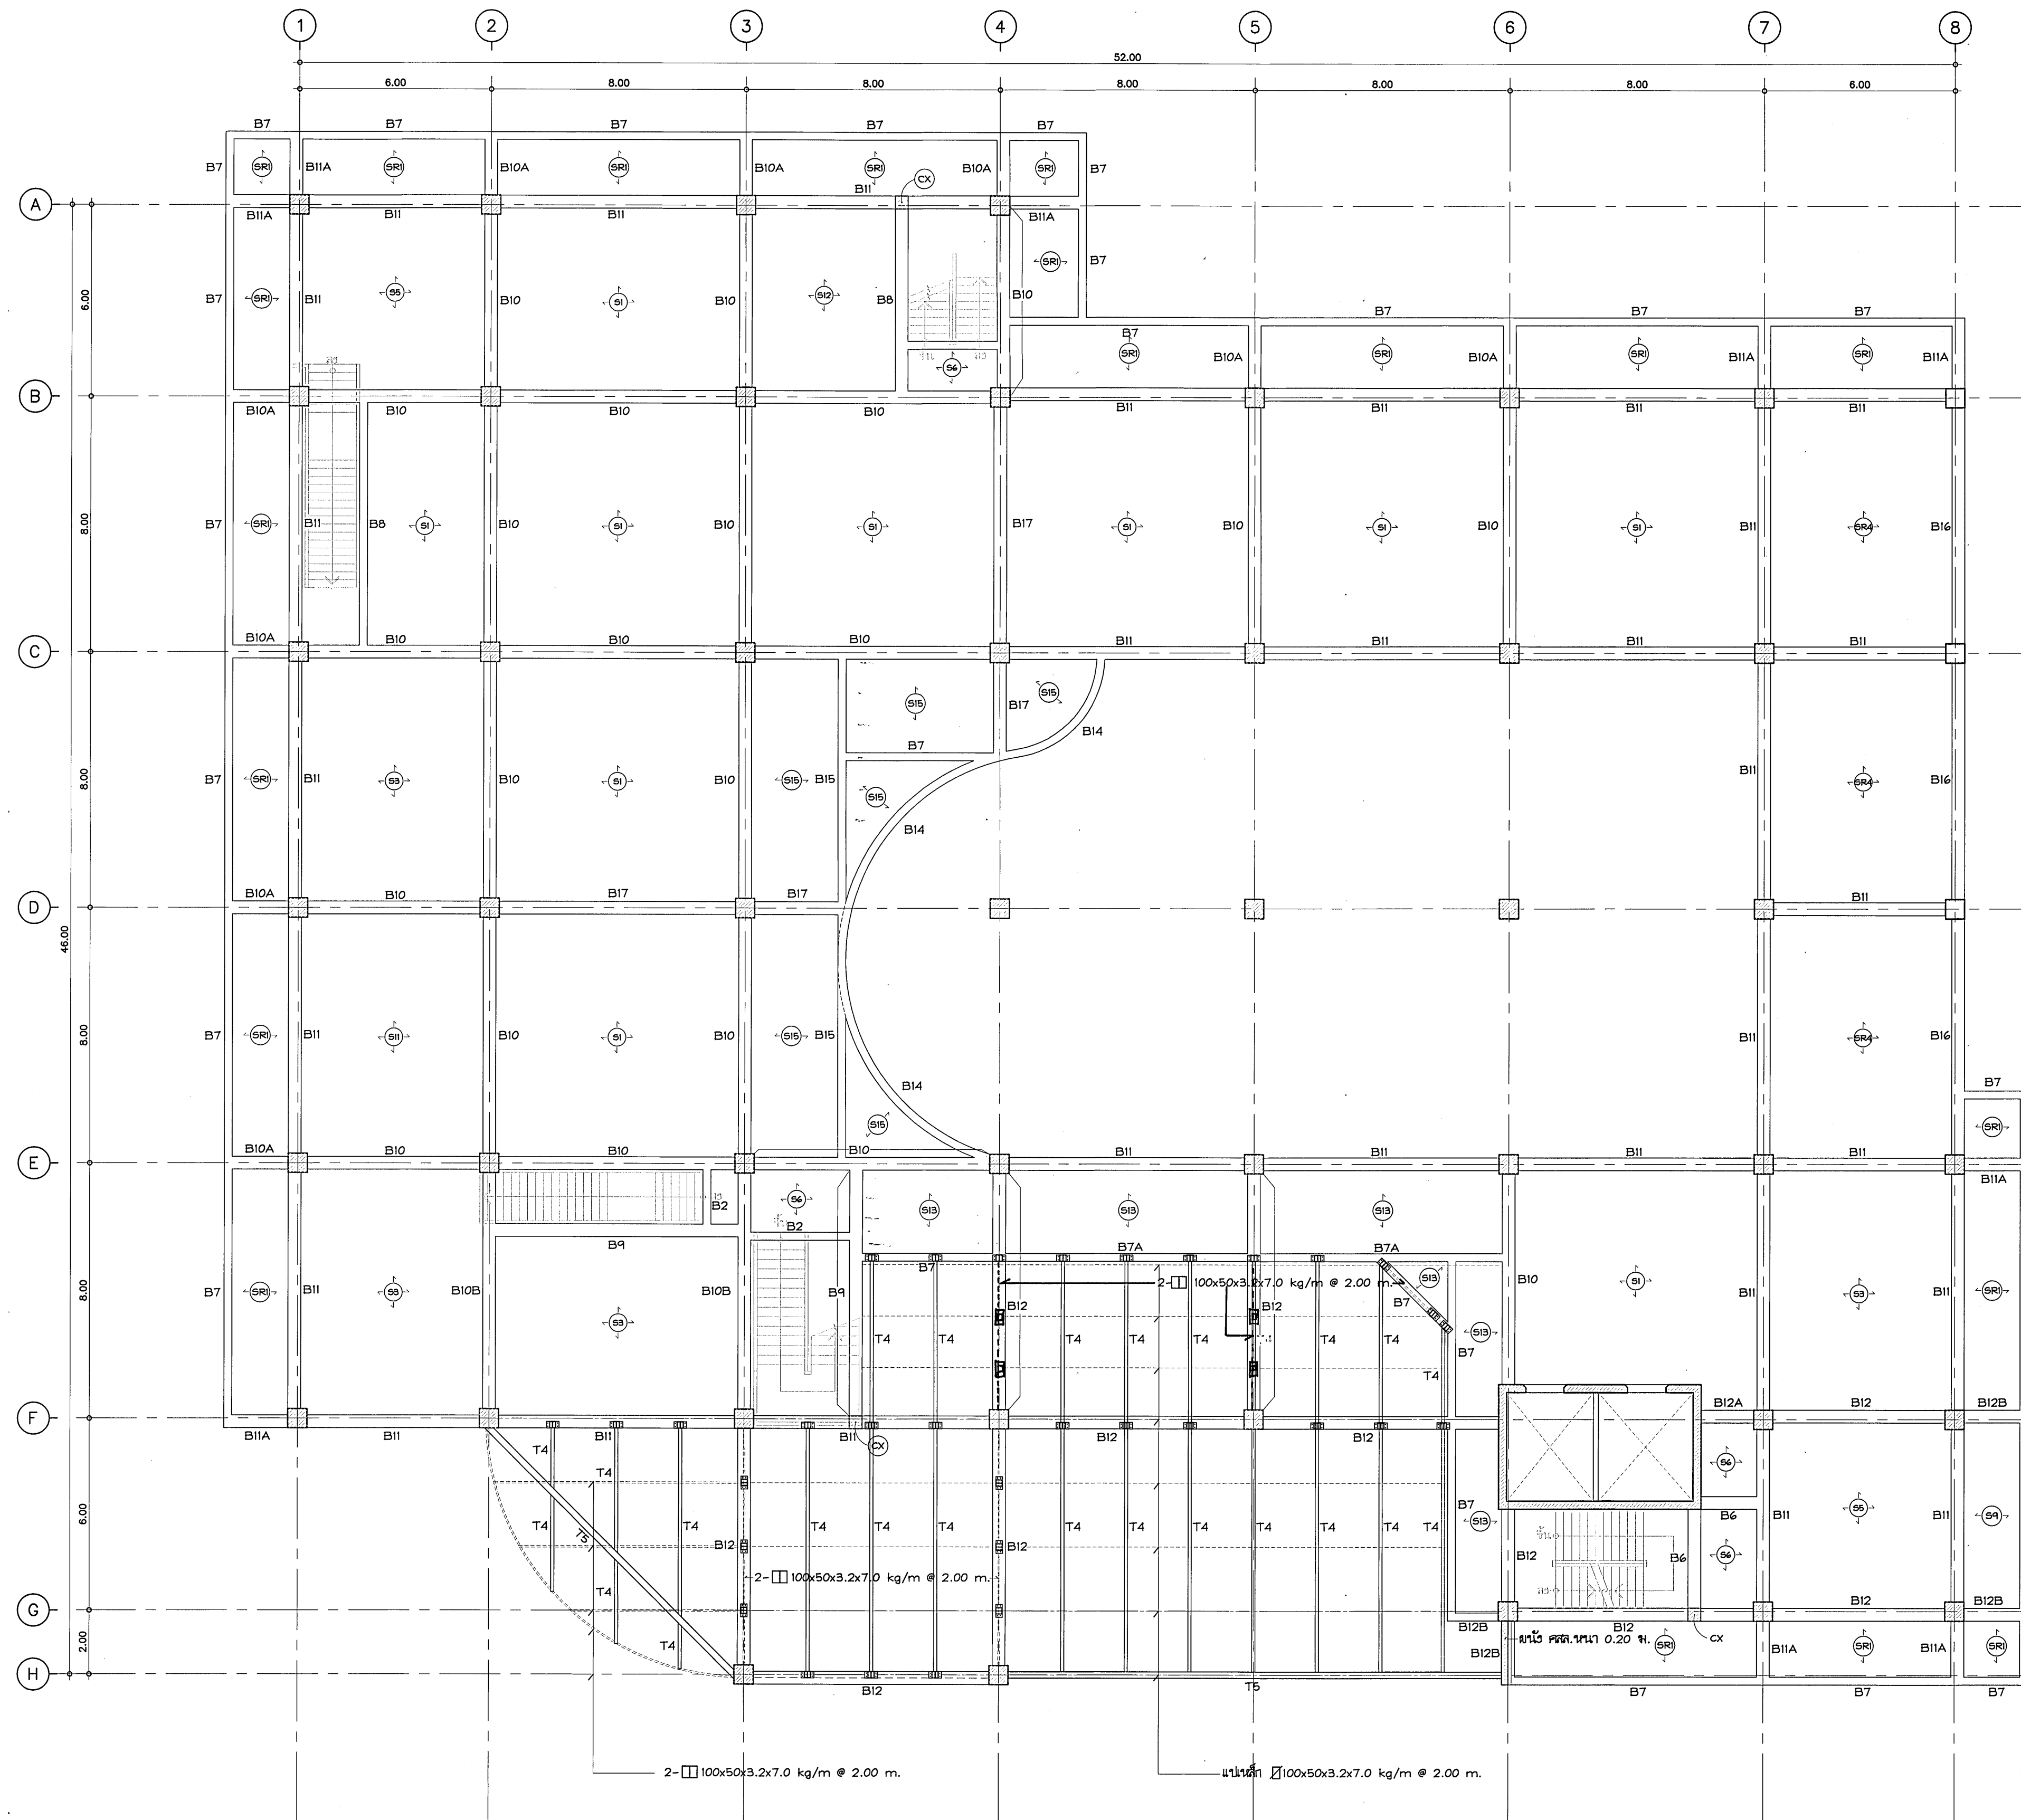 1 2 3 4 5 6 7 8
52.00
6.00 8.00 8.00 8.00 8.00 8.00 6.00
B7 B7 B7 B7 B7
B7 SR1 B11A SR1 B10A SR1 B10A SR1 B10A SR1 B7
B11 CX
A
B11A B11 B11 B11A
SR1 B7
6.00
B7 SR1 B11 S5 B10 S1 B10 S12 B8 B10
B7 B7 B7
B7
SR1 B10A SR1 B10A SR1 B11A SR1 B11A
S6
B
B10A B10 B10 B10 B11 B11 B11 B11
8.00
B7 SR1 B11 B8 S1 B10 S1 B10 S1 B17 S1 B10 S1 B10 S1 B11 SR4 B16
B10A B10 B10 B10 B11 B11 B11 B11
C
S15 B17 S15
B14
B7
8.00
B7 SR1 B11 S3 B10 S1 B10 S15 B15 S15 B11 SR4 B16
B14
B10A B10 B17 B17 B11
D
46.00
8.00
B7 SR1 B11 S11 B10 S1 B10 S15 B15 B11 SR4 B16
B14
B7
S15 SR1
B10A B10 B10 B10 B11 B11 B11 B11
E
B11A
B2 S6 S13 S13 S13
B2
B9 B7A B7A
B7 S13
2- 100x50x3.2x7.0 kg/m @ 2.00 m.
8.00
B7 SR1 B11 S3 B10B S3 B10B B9 B12 B12 B7 B10 S1 B11 S3 B11 SR1
T4 T4 T4 T4 T4 T4 T4 B7 S13
T4
F
B12A B12 B12B
B11A B11 B11 B11 CX B12 B12
T4
T4 S6
6.00
T4 T5 T4 T4 T4 T4 T4 T4 T4 T4 T4 T4 T4 B7 S13 B6 B11 S5 B11 S9
B12 B12 B12 B6 S6
2- 100x50x3.2x7.0 kg/m @ 2.00 m.
T4
G
B12 B12B
B12B B12
T4 ผนัง คสล.หนา 0.20 ม. SR1 CX
2.00
B12B B11A SR1 B11A SR1
H
B12 T5 B7 B7 B7
2- 100x50x3.2x7.0 kg/m @ 2.00 m.
แปเหล็ก 100x50x3.2x7.0 kg/m @ 2.00 m.